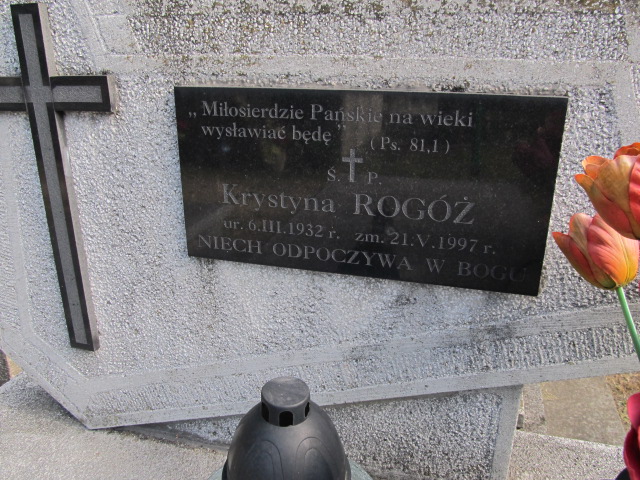 „Miłosierdzie Pańskie na wieki
wysławiać będę" (Ps. 81,1)
Ś. † P.
Krystyna ROGÓŻ
ur. 6.III.1932 r. zm. 21.V.1997 r.
NIECH ODPOCZYWA W BOGU